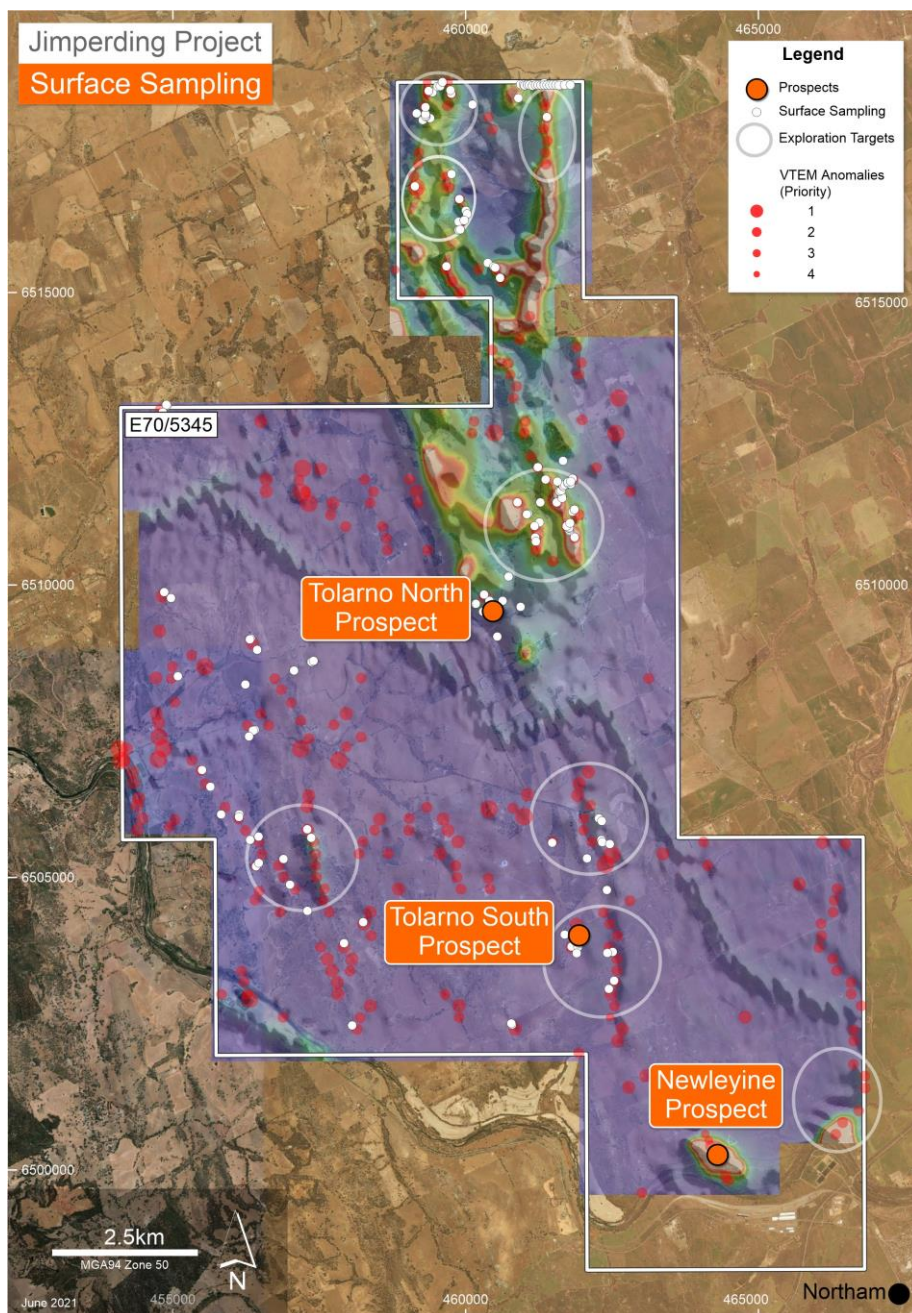 460000
465000
Jimperding Project
Surface Sampling
Legend
Prospects
Surface Sampling
Exploration Targets
VTEM Anomalies
(Priority)
1
2
3
4
6515000
6515000
E70/5345
6510000
6510000
Tolarno North
Prospect
6505000
Tolarno South
Prospect
Newleyine
Prospect
6500000
2.5km
MGA94 Zone 50
N
June 2021
455000
460000
465000
Northam